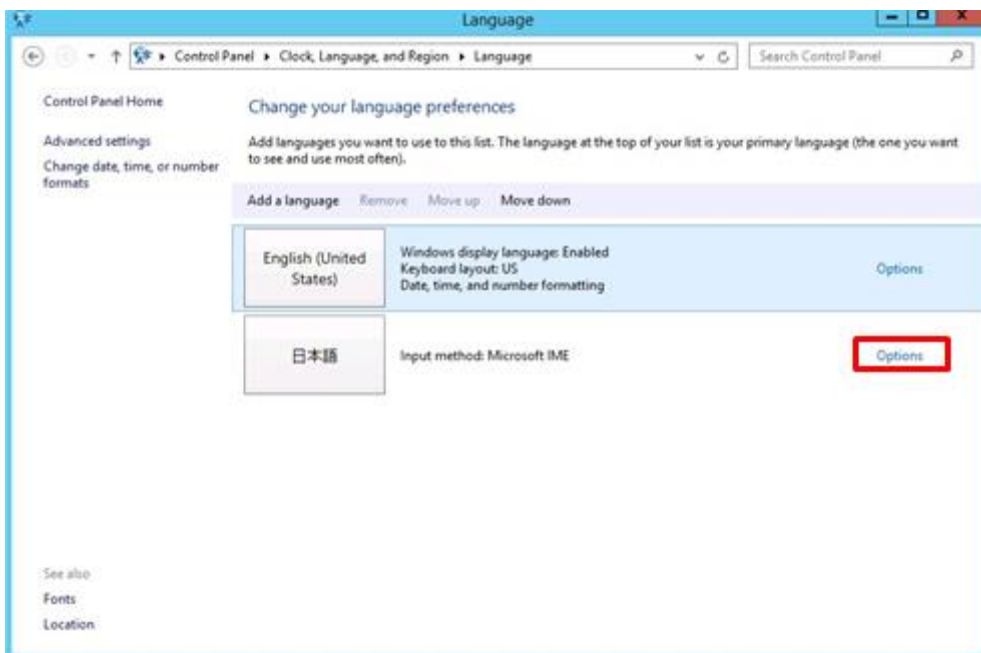 Language
Control Panel ▸ Clock, Language, and Region ▸ Language
Search Control Panel
Control Panel Home
Advanced settings
Change date, time, or number
formats
Change your language preferences
Add languages you want to use to this list. The language at the top of your list is your primary language (the one you want
to see and use most often).
Add a language Remove Move up Move down
English (United
States)
Windows display language: Enabled
Keyboard layout: US
Date, time, and number formatting
Options
日本語
Input method: Microsoft IME
Options
See also
Fonts
Location